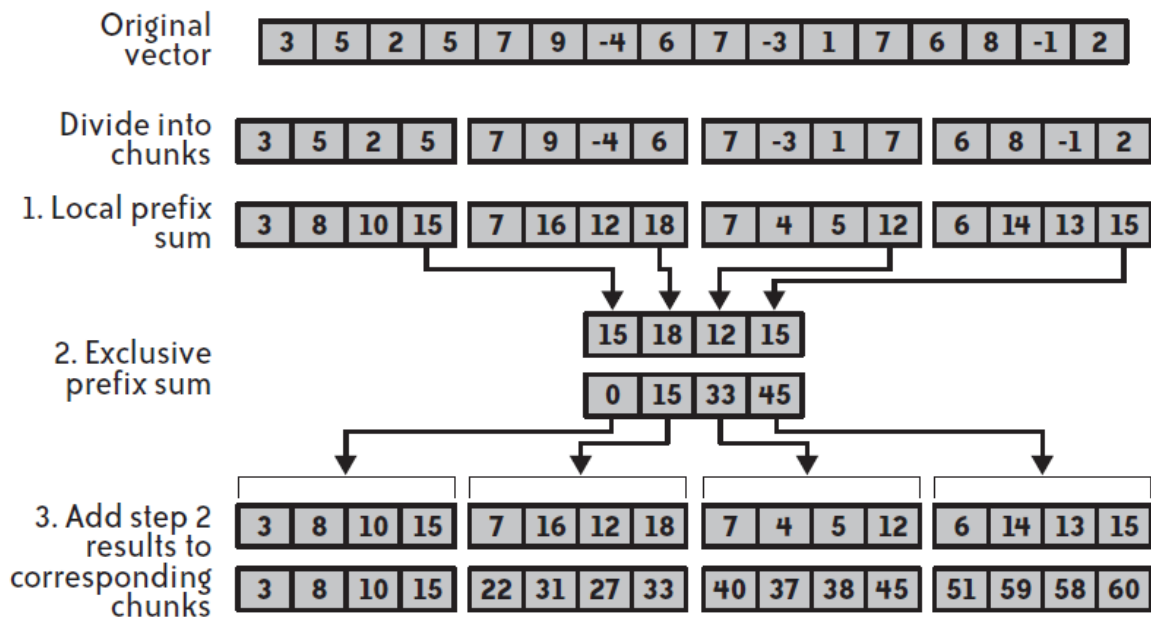 Original
vector
3 5 2 5 7 9 -4 6 7 -3 1 7 6 8 -1 2
Divide into
chunks
3 5 2 5 7 9 -4 6 7 -3 1 7 6 8 -1 2
1. Local prefix
sum
3 8 10 15 7 16 12 18 7 4 5 12 6 14 13 15
15 18 12 15
2. Exclusive
prefix sum
0 15 33 45
3. Add step 2
results to
corresponding
chunks
3 8 10 15 7 16 12 18 7 4 5 12 6 14 13 15
3 8 10 15 22 31 27 33 40 37 38 45 51 59 58 60